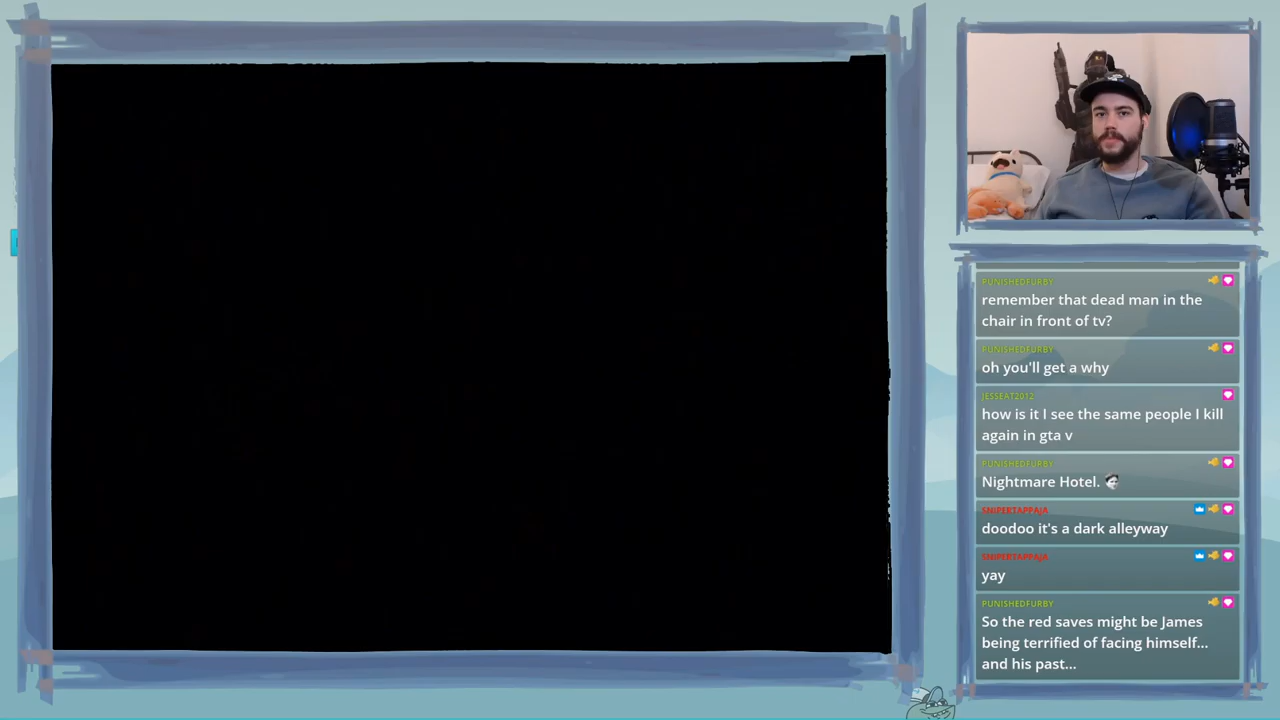 PUNISHEDFURBY
remember that dead man in the
chair in front of tv?
PUNISHEDFURBY
oh you'll get a why
JESSEAT2012
how is it I see the same people I kill
again in gta v
PUNISHEDFURBY
Nightmare Hotel.
SNIPERTAPPAJA
doodoo it's a dark alleyway
SNIPERTAPPAJA
yay
PUNISHEDFURBY
So the red saves might be James
being terrified of facing himself...
and his past...